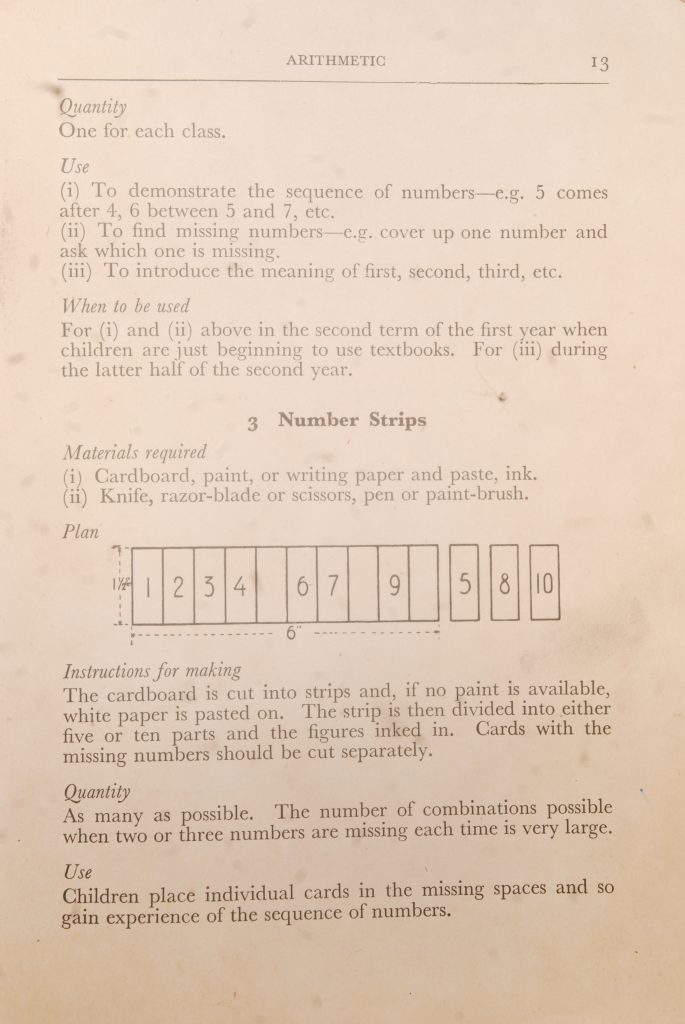 ARITHMETIC 13
Quantity
One for each class.
Use
(i) To demonstrate the sequence of numbers—e.g. 5 comes
after 4, 6 between 5 and 7, etc.
(ii) To find missing numbers—e.g. cover up one number and
ask which one is missing.
(iii) To introduce the meaning of first, second, third, etc.
When to be used
For (i) and (ii) above in the second term of the first year when
children are just beginning to use textbooks. For (iii) during
the latter half of the second year.
3 Number Strips
Materials required
(i) Cardboard, paint, or writing paper and paste, ink.
(ii) Knife, razor-blade or scissors, pen or paint-brush.
Plan
1 2 3 4 6 7 9 5 8 10
6"
Instructions for making
The cardboard is cut into strips and, if no paint is available,
white paper is pasted on. The strip is then divided into either
five or ten parts and the figures inked in. Cards with the
missing numbers should be cut separately.
Quantity
As many as possible. The number of combinations possible
when two or three numbers are missing each time is very large.
Use
Children place individual cards in the missing spaces and so
gain experience of the sequence of numbers.